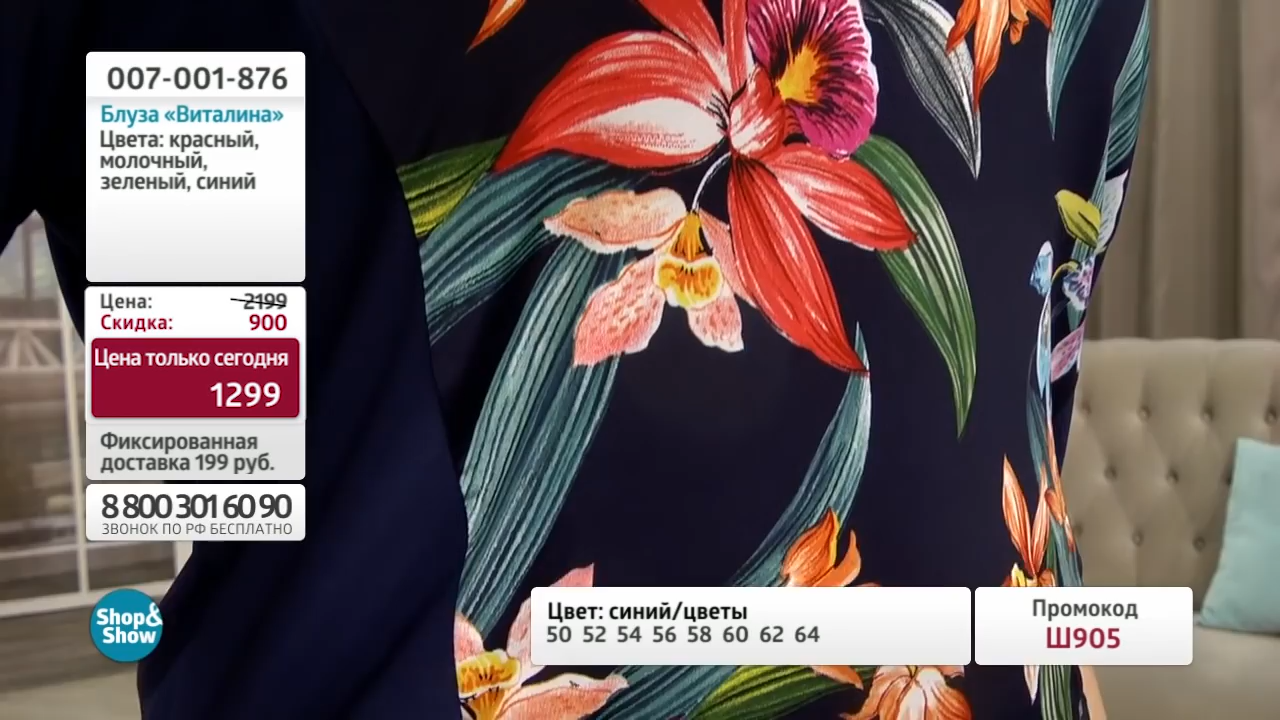 007-001-876
Блуза «Виталина»
Цвета: красный,
молочный,
зеленый, синий
Цена: 2199
Скидка: 900
Цена только сегодня
1299
Фиксированная
доставка 199 руб.
8 800 301 60 90
ЗВОНОК ПО РФ БЕСПЛАТНО
Shop&
Show
Цвет: синий/цветы
50 52 54 56 58 60 62 64
Промокод
Ш905